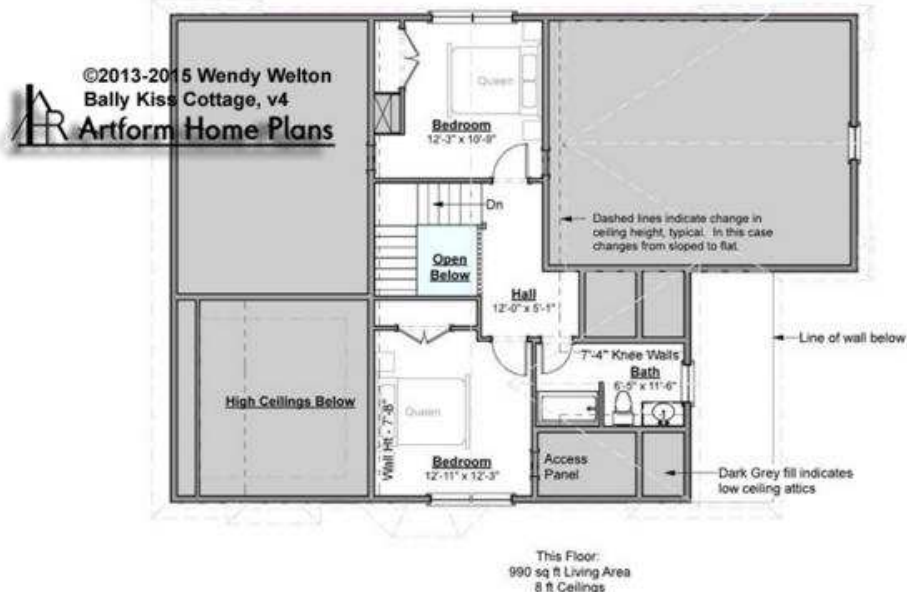 ©2013-2015 Wendy Welton
Bally Kiss Cottage, v4
AR Artform Home Plans
Queen
Bedroom
12'-3" x 10'-9"
Dn
Dashed lines indicate change in
ceiling height, typical. In this case
changes from sloped to flat.
Open
Below
Hall
12'-0" x 5'-1"
Line of wall below
7'-4" Knee Walls
Bath
6'-5" x 11'-6"
High Ceilings Below
Wall Ht - 7'-8"
Queen
Bedroom
12'-11" x 12'-3"
Access
Panel
Dark Grey fill indicates
low ceiling attics
This Floor:
990 sq ft Living Area
8 ft Ceilings